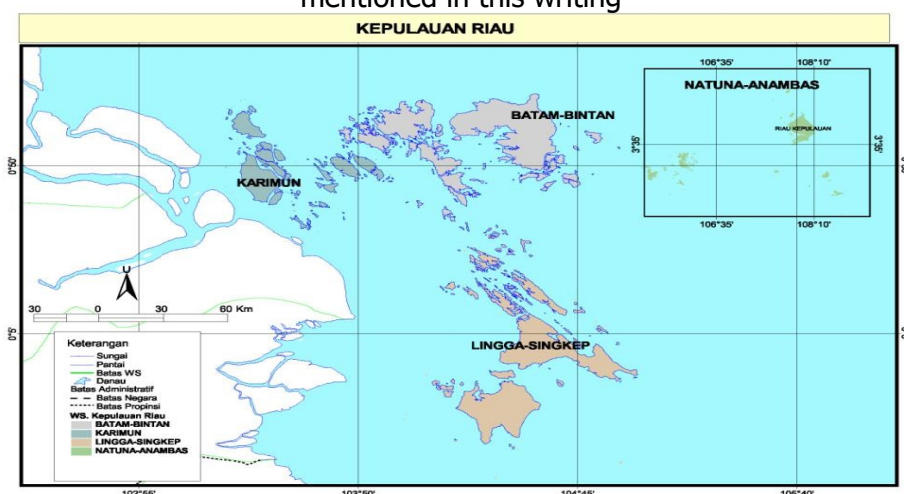 mentioned in this writing
KEPULAUAN RIAU
106°35' 108°10'
NATUNA-ANAMBAS
RIAU KEPULAUAN
3°35' 3°35'
106°35' 108°10'
BATAM-BINTAN
0°50'
KARIMUN
U
30 0 30 60 Km
0°5'
LINGGA-SINGKEP
Keterangan
Sungai
Pantai
Batas WS
Danau
Batas Administratif
Batas Negara
Batas Propinsi
WS. Kepulauan Riau
BATAM-BINTAN
KARIMUN
LINGGA-SINGKEP
NATUNA-ANAMBAS
102°55' 103°50' 104°45' 105°40'